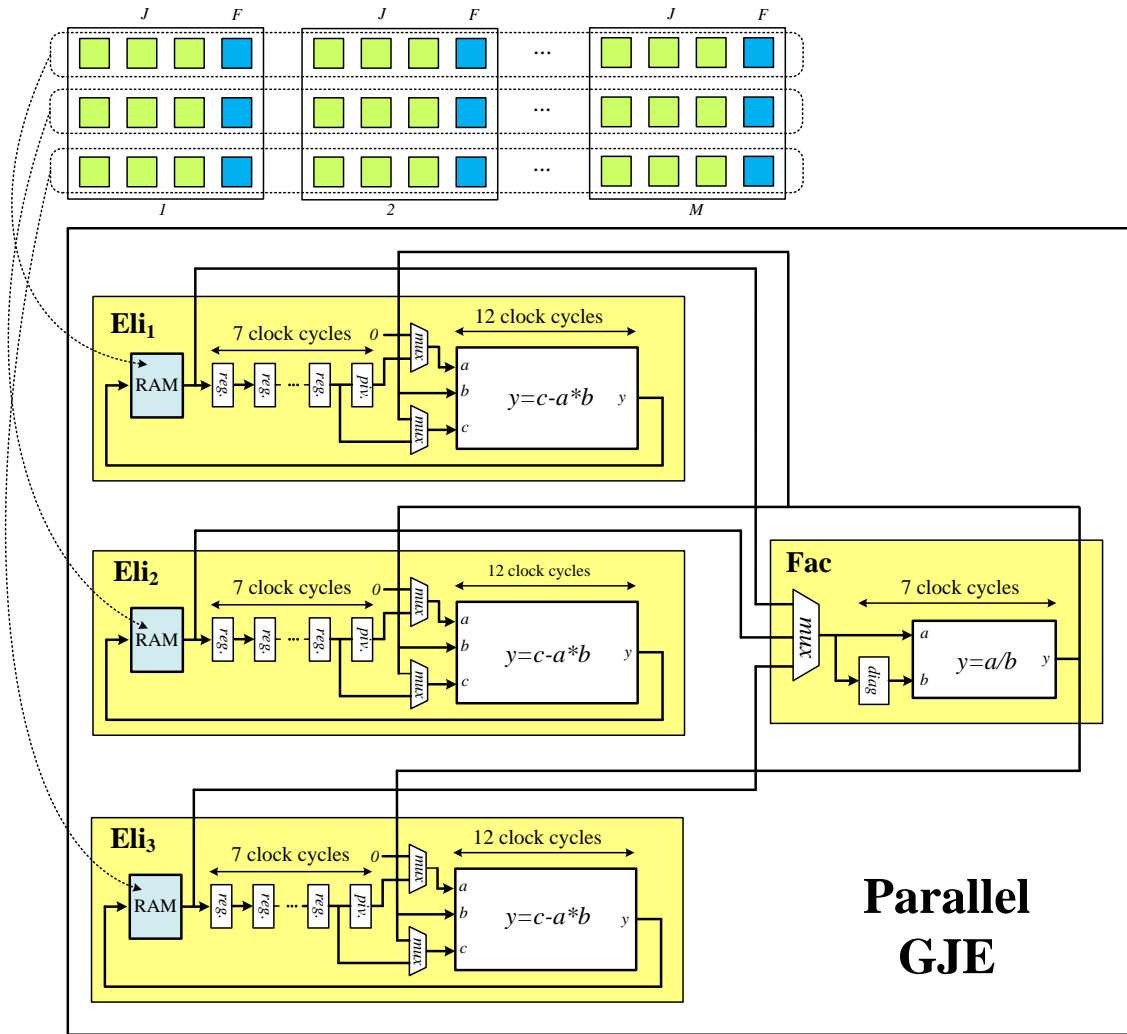 J F J F J F
...
...
...
1 2 M
Eli1
7 clock cycles
12 clock cycles
0
RAM
reg.
reg.
...
reg.
piv.
mux
mux
a
b
c
y=c-a*b
y
Eli2
7 clock cycles
12 clock cycles
0
RAM
reg.
reg.
...
reg.
piv.
mux
mux
a
b
c
y=c-a*b
y
Fac
7 clock cycles
mux
diag
a
b
y=a/b
y
Eli3
7 clock cycles
12 clock cycles
0
RAM
reg.
reg.
...
reg.
piv.
mux
mux
a
b
c
y=c-a*b
y
Parallel
GJE